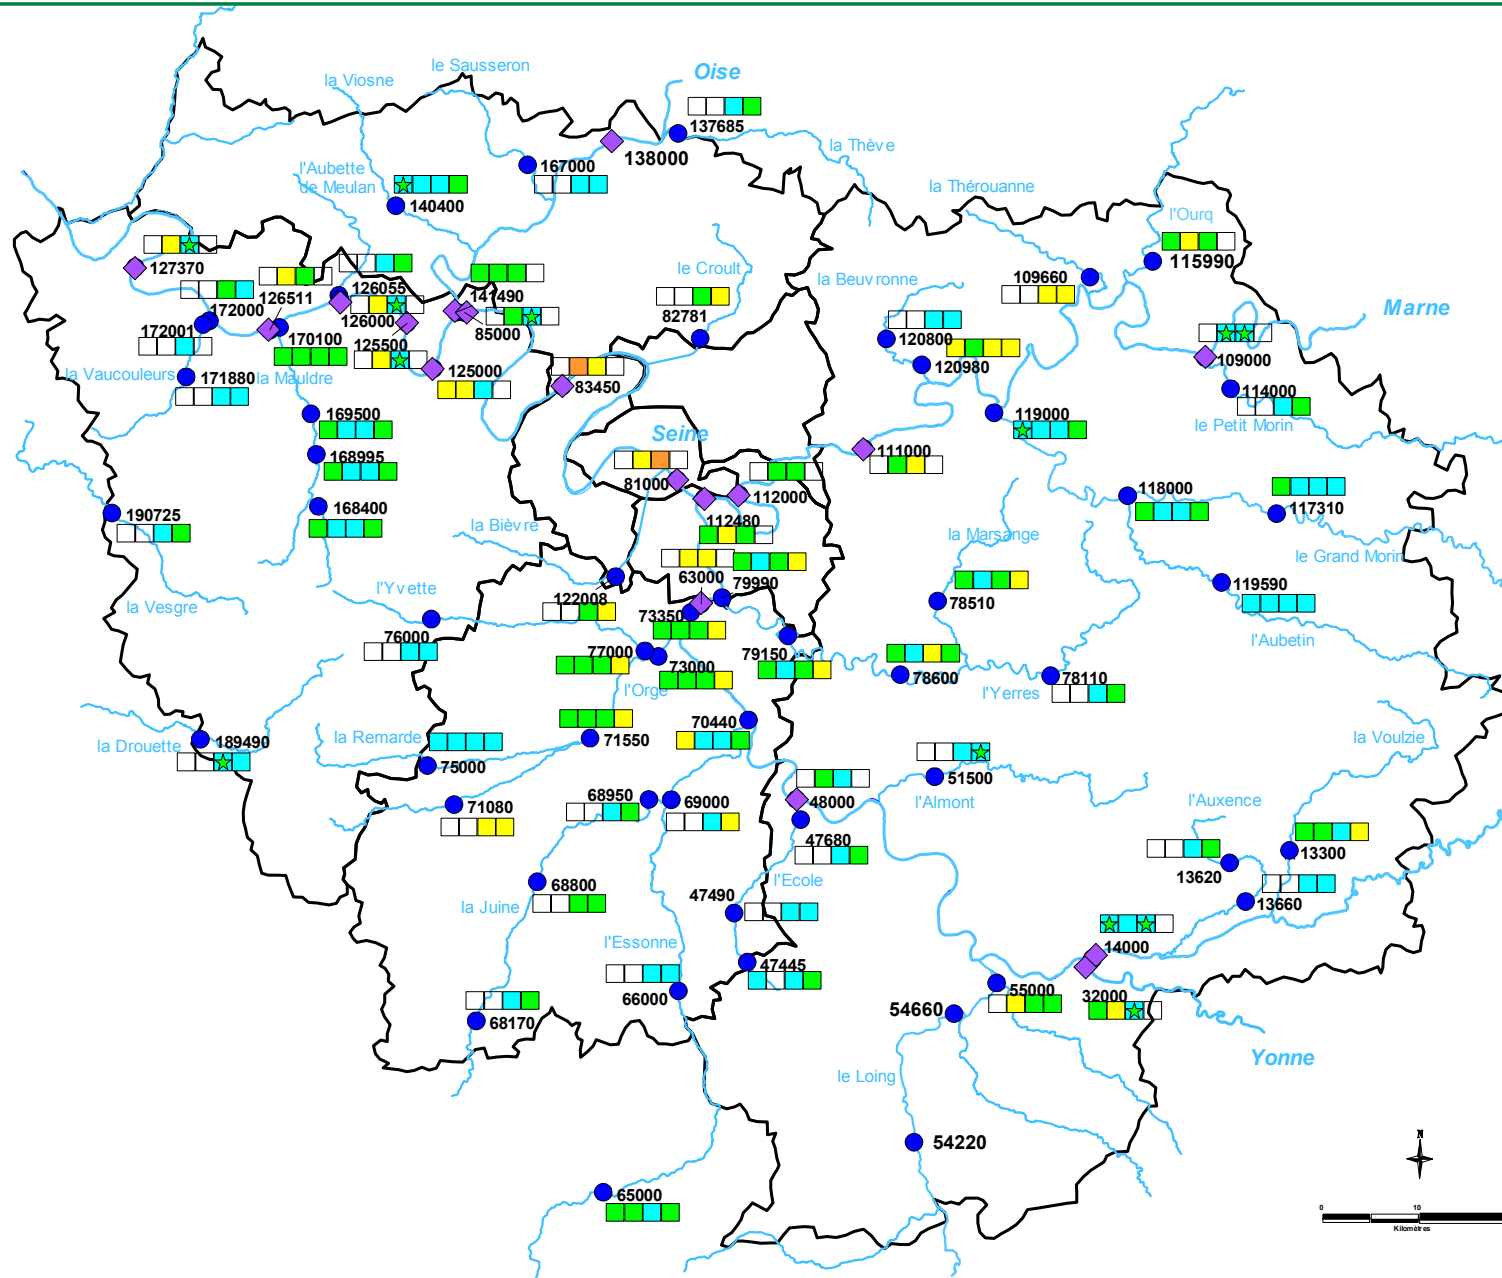 le Sausseron
Oise
la Viosne
137685
la Thève
138000
167000
l'Aubette
de Meulan
140400
la Thérouanne
l'Ourq
115990
127370
126511
126055
141490
le Croult
la Beuvronne
109660
172000
126000
85000
82781
Marne
172001
170100
125500
120800
109000
la Vaucouleurs
171880
la Mauldre
125000
83450
120980
114000
169500
119000
le Petit Morin
Seine
168995
111000
81000
112000
118000
117310
190725
168400
112480
la Bièvre
la Marsange
le Grand Morin
63000
79990
119590
l'Yvette
122008
78510
la Vesgre
73350
l'Aubetin
76000
77000
73000
79150
78600
78110
l'Orge
l'Yerres
70440
la Drouette
189490
la Remarde
71550
la Voulzie
75000
51500
71080
68950
69000
48000
l'Almont
l'Auxence
47680
13300
13620
l'Ecole
68800
47490
13660
la Juine
l'Essonne
14000
47445
66000
55000
32000
68170
54660
Yonne
le Loing
54220
N
65000
0 10
Kilomètres